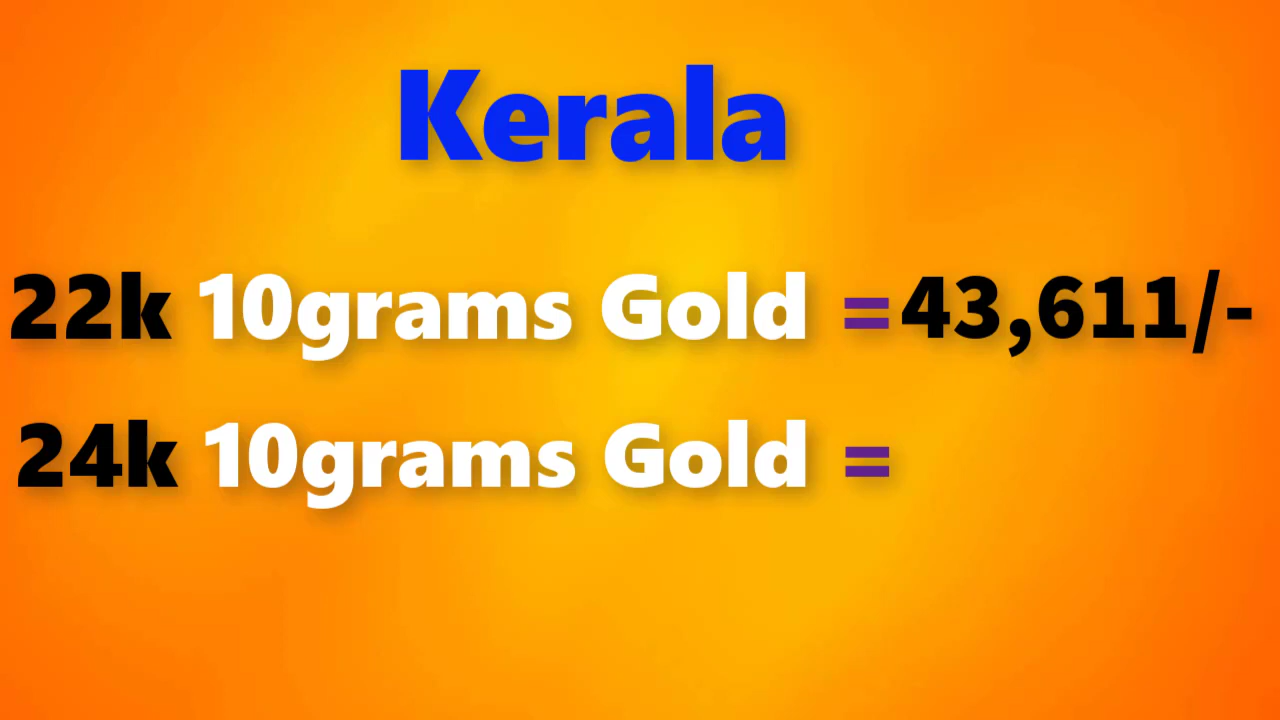 Kerala
22k 10grams Gold =43,611/-
24k 10grams Gold =